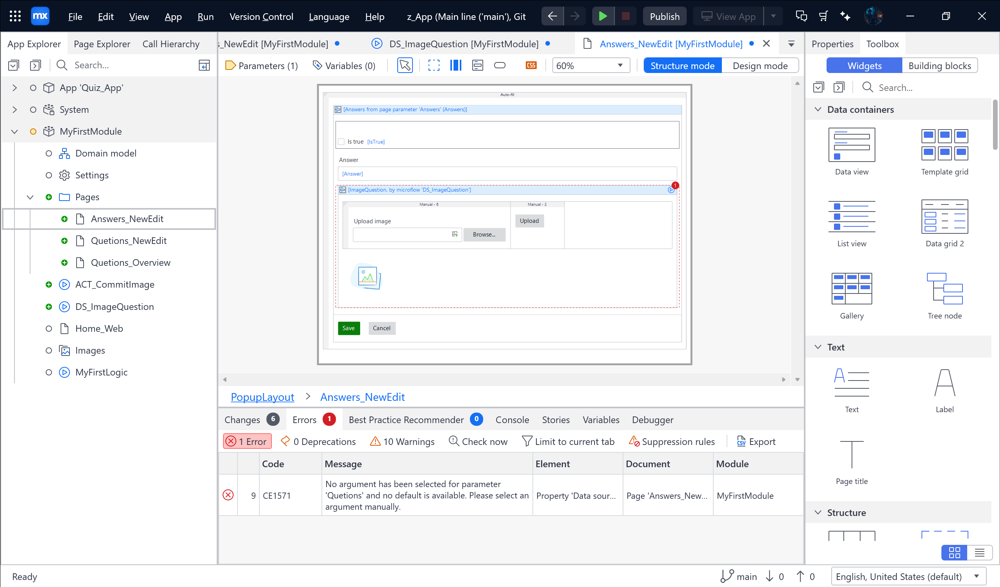 mx
File
Edit
View
App
Run
Version Control
Language
Help
z_App (Main line ('main'), Git
Publish
View App
App Explorer
Page Explorer
Call Hierarchy
Search...
App 'Quiz_App'
System
MyFirstModule
Domain model
Settings
Pages
Answers_NewEdit
Quetions_NewEdit
Quetions_Overview
ACT_CommitImage
DS_ImageQuestion
Home_Web
Images
MyFirstLogic
s_NewEdit [MyFirstModule]
DS_ImageQuestion [MyFirstModule]
Answers_NewEdit [MyFirstModule]
Parameters (1)
Variables (0)
CSS
60%
Structure mode
Design mode
Auto-fill
[Answers from page parameter 'Answers' (Answers)]
Is true [IsTrue]
Answer
[Answer]
[ImageQuestion, by microflow 'DS_ImageQuestion']
1
Manual - 6
Manual - 2
Upload image
Browse...
Upload
Save
Cancel
PopupLayout > Answers_NewEdit
Changes 6
Errors 1
Best Practice Recommender 0
Console
Stories
Variables
Debugger
1 Error
0 Deprecations
10 Warnings
Check now
Limit to current tab
Suppression rules
CSV Export
Code
Message
Element
Document
Module
9
CE1571
No argument has been selected for parameter
'Quetions' and no default is available. Please select an
argument manually.
Property 'Data sour...
Page 'Answers_New...
MyFirstModule
Properties
Toolbox
Widgets
Building blocks
Search...
Data containers
Data view
Template grid
List view
Data grid 2
Gallery
Tree node
Text
Text
Label
Page title
Structure
Ready
main
0
0
English, United States (default)